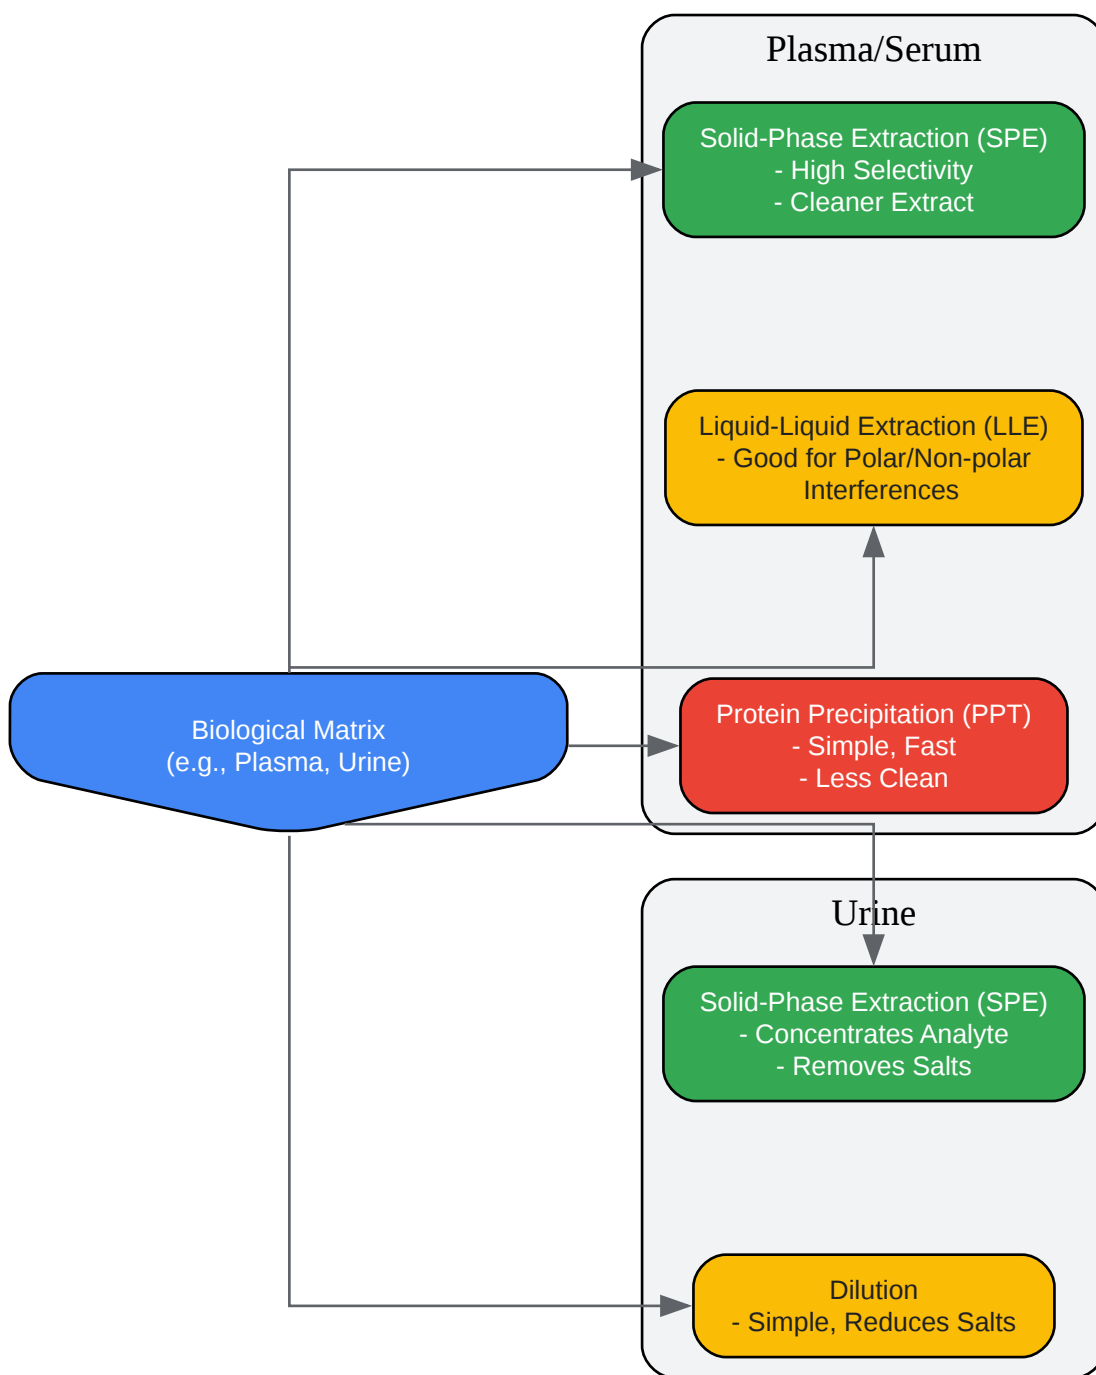 Plasma/Serum
Solid-Phase Extraction (SPE)
- High Selectivity
- Cleaner Extract
Liquid-Liquid Extraction (LLE)
- Good for Polar/Non-polar
Interferences
Biological Matrix
(e.g., Plasma, Urine)
Protein Precipitation (PPT)
- Simple, Fast
- Less Clean
Urine
Solid-Phase Extraction (SPE)
- Concentrates Analyte
- Removes Salts
Dilution
- Simple, Reduces Salts